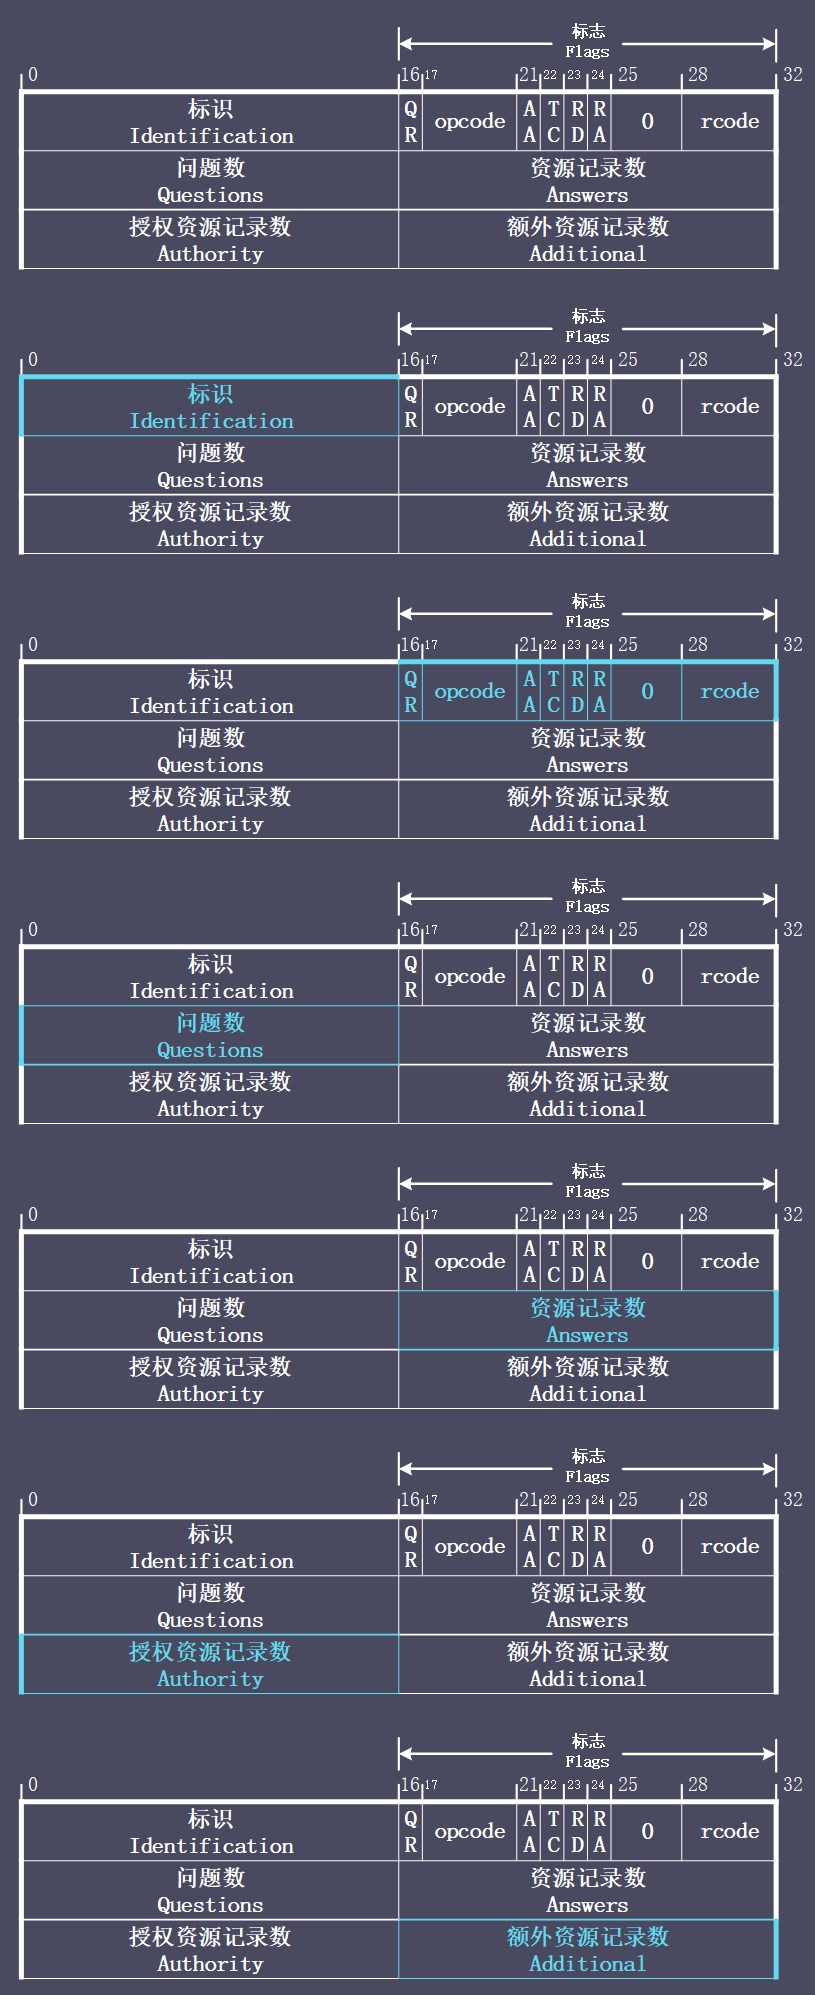 标志
Flags
0 16 17 21 22 23 24 25 28 32
标识 Q A T R R
opcode 0 rcode
Identification R A C D A
问题数 资源记录数
Questions Answers
授权资源记录数 额外资源记录数
Authority Additional
标志
Flags
0 16 17 21 22 23 24 25 28 32
标识 Q A T R R
opcode 0 rcode
Identification R A C D A
问题数 资源记录数
Questions Answers
授权资源记录数 额外资源记录数
Authority Additional
标志
Flags
0 16 17 21 22 23 24 25 28 32
标识 Q A T R R
opcode 0 rcode
Identification R A C D A
问题数 资源记录数
Questions Answers
授权资源记录数 额外资源记录数
Authority Additional
标志
Flags
0 16 17 21 22 23 24 25 28 32
标识 Q A T R R
opcode 0 rcode
Identification R A C D A
问题数 资源记录数
Questions Answers
授权资源记录数 额外资源记录数
Authority Additional
标志
Flags
0 16 17 21 22 23 24 25 28 32
标识 Q A T R R
opcode 0 rcode
Identification R A C D A
问题数 资源记录数
Questions Answers
授权资源记录数 额外资源记录数
Authority Additional
标志
Flags
0 16 17 21 22 23 24 25 28 32
标识 Q A T R R
opcode 0 rcode
Identification R A C D A
问题数 资源记录数
Questions Answers
授权资源记录数 额外资源记录数
Authority Additional
标志
Flags
0 16 17 21 22 23 24 25 28 32
标识 Q A T R R
opcode 0 rcode
Identification R A C D A
问题数 资源记录数
Questions Answers
授权资源记录数 额外资源记录数
Authority Additional